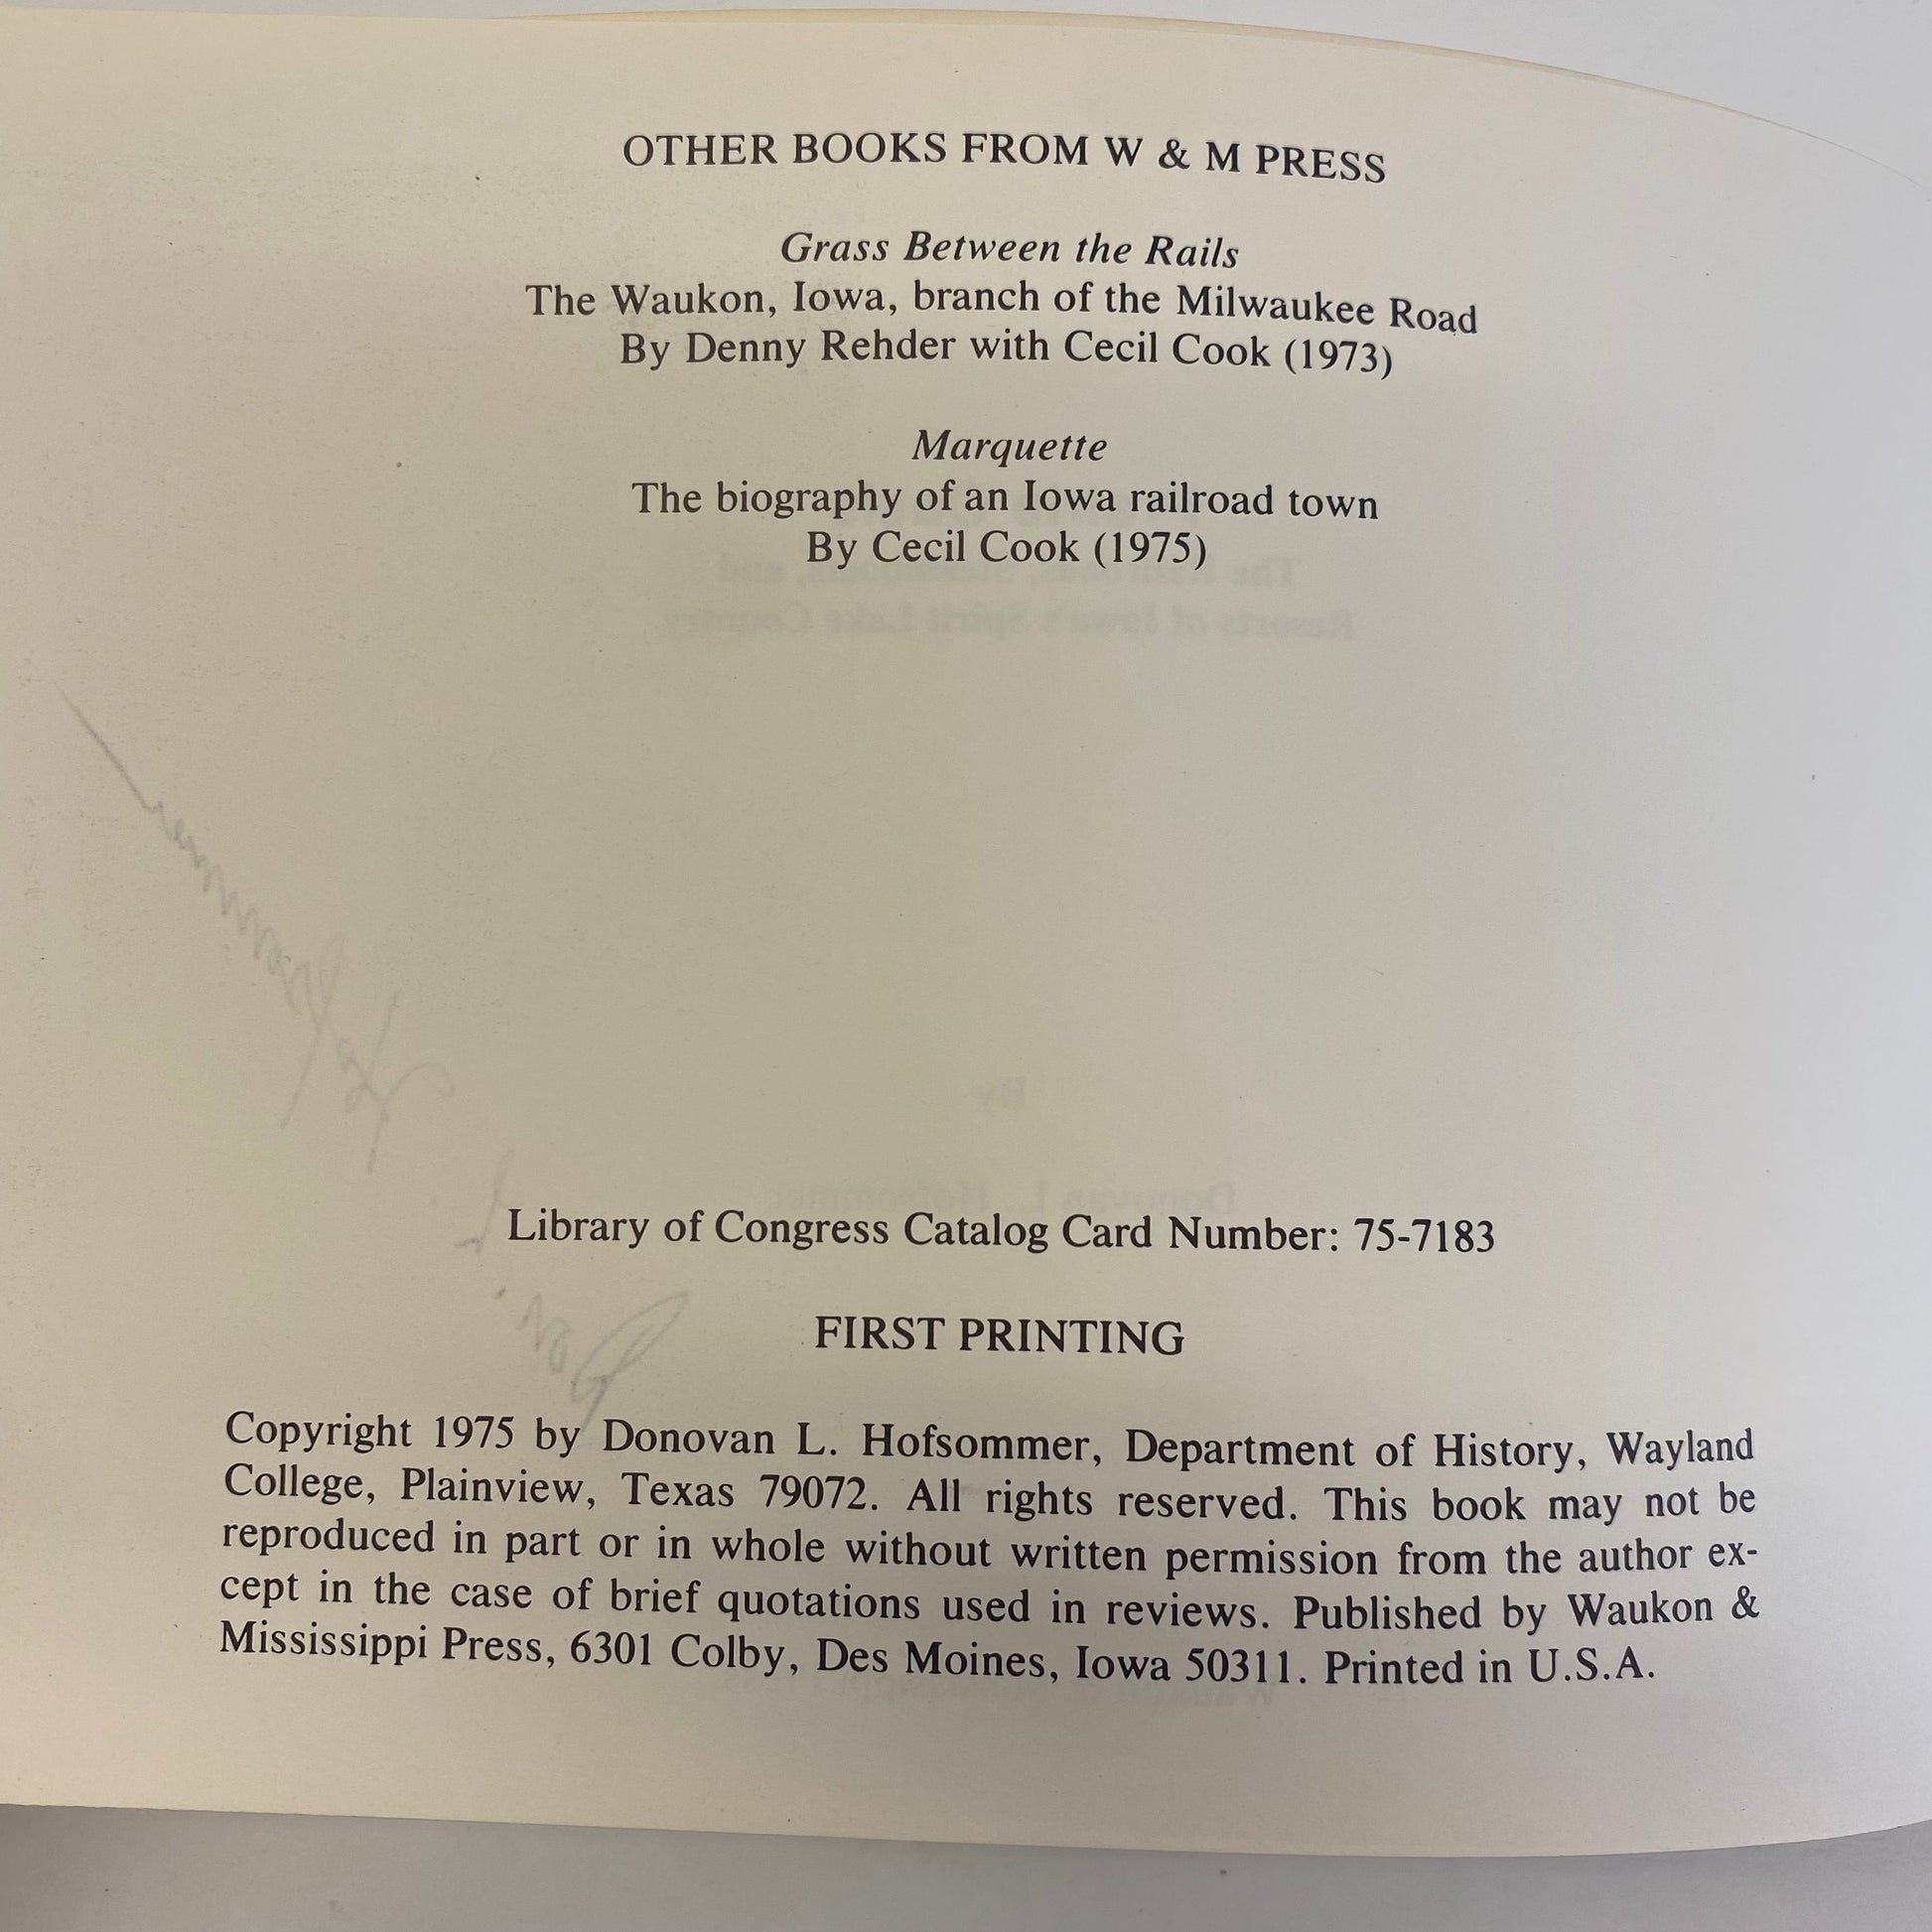 OTHER BOOKS FROM W & M PRESS
Grass Between the Rails
The Waukon, Iowa, branch of the Milwaukee Road
By Denny Rehder with Cecil Cook (1973)
Marquette
The biography of an Iowa railroad town
By Cecil Cook (1975)
Library of Congress Catalog Card Number: 75-7183
FIRST PRINTING
Copyright 1975 by Donovan L. Hofsommer, Department of History, Wayland
College, Plainview, Texas 79072. All rights reserved. This book may not be
reproduced in part or in whole without written permission from the author ex-
cept in the case of brief quotations used in reviews. Published by Waukon &
Mississippi Press, 6301 Colby, Des Moines, Iowa 50311. Printed in U.S.A.